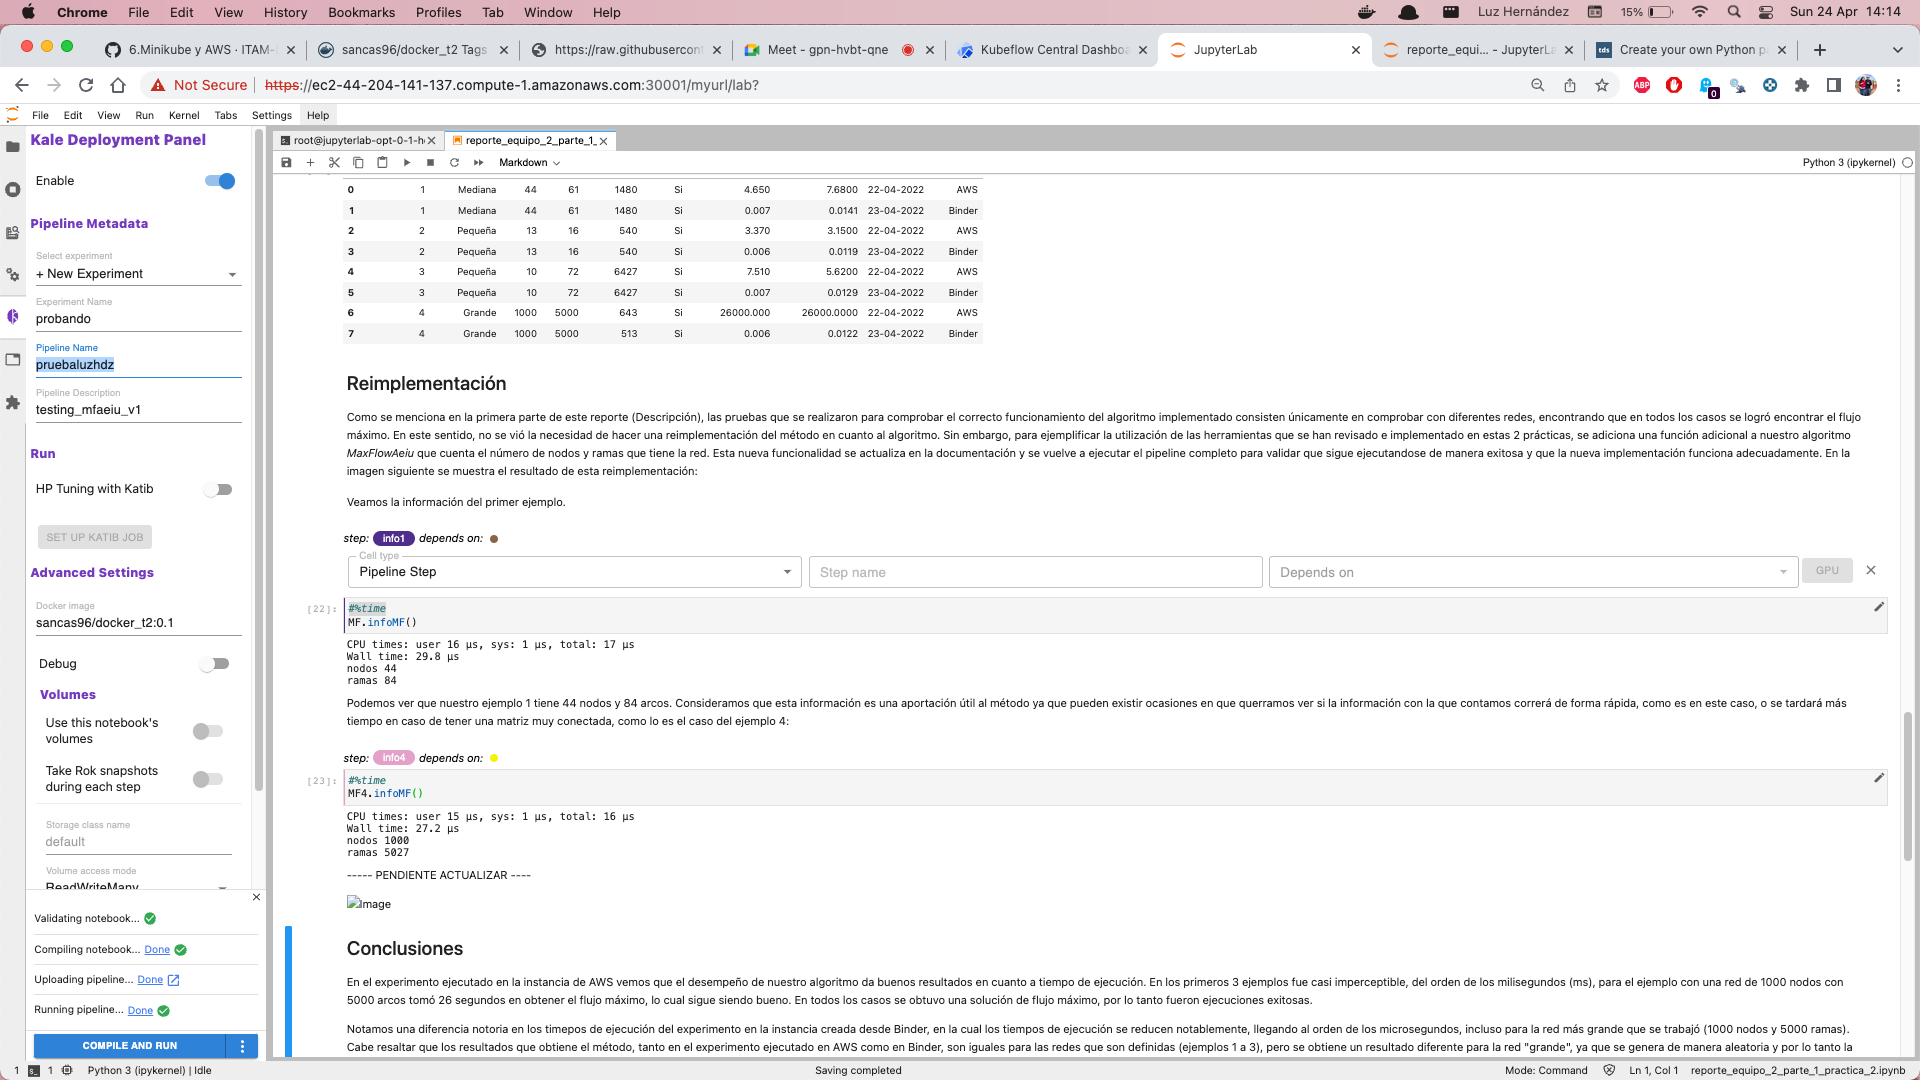 Chrome File Edit View History Bookmarks Profiles Tab Window Help Luz Hernández 15% Sun 24 Apr 14:14
6.Minikube y AWS · ITAM- sancas96/docker_t2 Tags https://raw.githubusercont Meet - gpn-hvbt-qne Kubeflow Central Dashboa JupyterLab reporte_equi... - JupyterLa Create your own Python p
Not Secure https://ec2-44-204-141-137.compute-1.amazonaws.com:30001/myurl/lab? ABP 0
File Edit View Run Kernel Tabs Settings Help
Kale Deployment Panel
Enable
Pipeline Metadata
Select experiment
+ New Experiment
Experiment Name
probando
Pipeline Name
pruebaluzhdz
Pipeline Description
testing_mfaeiu_v1
Run
HP Tuning with Katib
SET UP KATIB JOB
Advanced Settings
Docker image
sancas96/docker_t2:0.1
Debug
Volumes
Use this notebook's
volumes
Take Rok snapshots
during each step
Storage class name
default
Volume access mode
ReadWriteMany
Validating notebook...
Compiling notebook... Done
Uploading pipeline... Done
Running pipeline... Done
COMPILE AND RUN
root@jupyterlab-opt-0-1-h reporte_equipo_2_parte_1_
Markdown Python 3 (ipykernel)
0 1 Mediana 44 61 1480 Si 4.650 7.6800 22-04-2022 AWS
1 1 Mediana 44 61 1480 Si 0.007 0.0141 23-04-2022 Binder
2 2 Pequeña 13 16 540 Si 3.370 3.1500 22-04-2022 AWS
3 2 Pequeña 13 16 540 Si 0.006 0.0119 23-04-2022 Binder
4 3 Pequeña 10 72 6427 Si 7.510 5.6200 22-04-2022 AWS
5 3 Pequeña 10 72 6427 Si 0.007 0.0129 23-04-2022 Binder
6 4 Grande 1000 5000 643 Si 26000.000 26000.0000 22-04-2022 AWS
7 4 Grande 1000 5000 513 Si 0.006 0.0122 23-04-2022 Binder
Reimplementación
Como se menciona en la primera parte de este reporte (Descripción), las pruebas que se realizaron para comprobar el correcto funcionamiento del algoritmo implementado consisten únicamente en comprobar con diferentes redes, encontrando que en todos los casos se logró encontrar el flujo
máximo. En este sentido, no se vió la necesidad de hacer una reimplementación del método en cuanto al algoritmo. Sin embargo, para ejemplificar la utilización de las herramientas que se han revisado e implementado en estas 2 prácticas, se adiciona una función adicional a nuestro algoritmo
MaxFlowAeiu que cuenta el número de nodos y ramas que tiene la red. Esta nueva funcionalidad se actualiza en la documentación y se vuelve a ejecutar el pipeline completo para validar que sigue ejecutandose de manera exitosa y que la nueva implementación funciona adecuadamente. En la
imagen siguiente se muestra el resultado de esta reimplementación:
Veamos la información del primer ejemplo.
step: info1 depends on:
Cell type
Pipeline Step Step name Depends on GPU
[22]: #%time
MF.infoMF()
CPU times: user 16 µs, sys: 1 µs, total: 17 µs
Wall time: 29.8 µs
nodos 44
ramas 84
Podemos ver que nuestro ejemplo 1 tiene 44 nodos y 84 arcos. Consideramos que esta información es una aportación útil al método ya que pueden existir ocasiones en que querramos ver si la información con la que contamos correrá de forma rápida, como es en este caso, o se tardará más
tiempo en caso de tener una matriz muy conectada, como lo es el caso del ejemplo 4:
step: info4 depends on:
[23]: #%time
MF4.infoMF()
CPU times: user 15 µs, sys: 1 µs, total: 16 µs
Wall time: 27.2 µs
nodos 1000
ramas 5027
----- PENDIENTE ACTUALIZAR ----
Image
Conclusiones
En el experimento ejecutado en la instancia de AWS vemos que el desempeño de nuestro algoritmo da buenos resultados en cuanto a tiempo de ejecución. En los primeros 3 ejemplos fue casi imperceptible, del orden de los milisegundos (ms), para el ejemplo con una red de 1000 nodos con
5000 arcos tomó 26 segundos en obtener el flujo máximo, lo cual sigue siendo bueno. En todos los casos se obtuvo una solución de flujo máximo, por lo tanto fueron ejecuciones exitosas.
Notamos una diferencia notoria en los timepos de ejecución del experimento en la instancia creada desde Binder, en la cual los tiempos de ejecución se reducen notablemente, llegando al orden de los microsegundos, incluso para la red más grande que se trabajó (1000 nodos y 5000 ramas).
Cabe resaltar que los resultados que obtiene el método, tanto en el experimento ejecutado en AWS como en Binder, son iguales para las redes que son definidas (ejemplos 1 a 3), pero se obtiene un resultado diferente para la red "grande", ya que se genera de manera aleatoria y por lo tanto la
1 1 Python 3 (ipykernel) | Idle Saving completed Mode: Command Ln 1, Col 1 reporte_equipo_2_parte_1_practica_2.ipynb